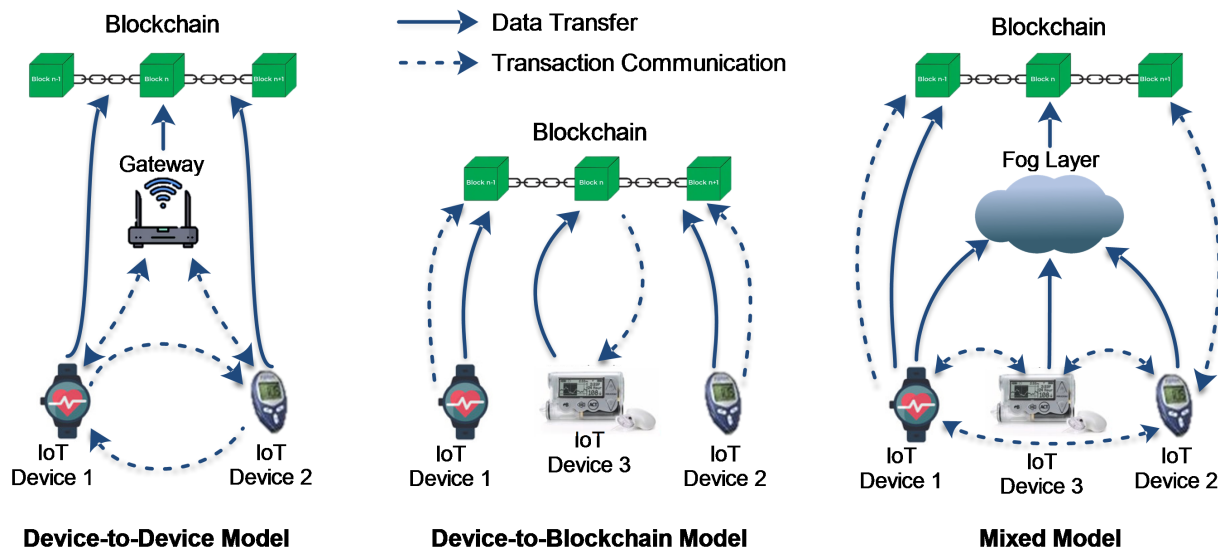 Data Transfer
Transaction Communication
Blockchain
Block n-1
Block n
Block n+1
Gateway
IoT
Device 1
IoT
Device 2
Device-to-Device Model
Blockchain
Block n-1
Block n
Block n+1
IoT
Device 1
IoT
Device 3
IoT
Device 2
Device-to-Blockchain Model
Blockchain
Block n-1
Block n
Block n+1
Fog Layer
IoT
Device 1
IoT
Device 3
IoT
Device 2
Mixed Model